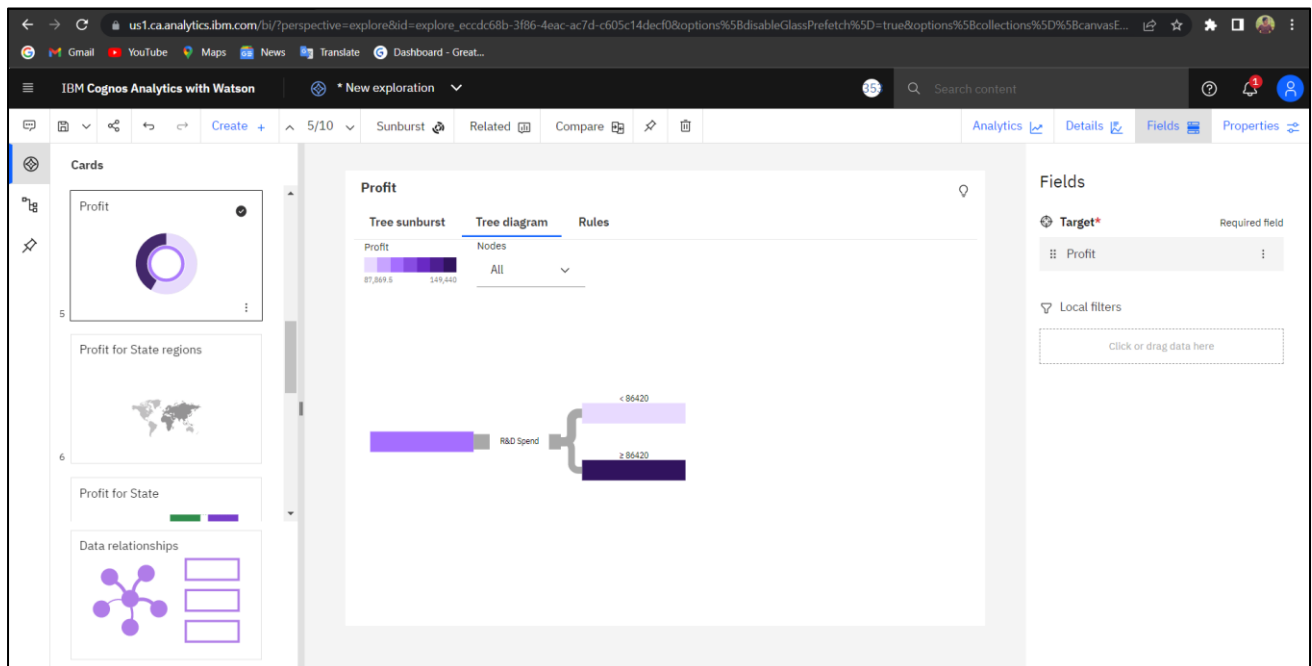 us1.ca.analytics.ibm.com/bi/?perspective=explore&id=explore_eccdc68b-3f86-4eac-ac7d-c605c14decf0&options%5BdisableGlassPrefetch%5D=true&options%5Bcollections%5D%5BcanvasE...
Gmail YouTube Maps News Translate Dashboard - Great...
IBM Cognos Analytics with Watson * New exploration 353 Search content 1
Create + 5/10 Sunburst Related Compare Analytics Details Fields Properties
Cards
Profit
5
Profit for State regions
6
Profit for State
Data relationships
Profit
Tree sunburst Tree diagram Rules
Profit Nodes
All
87,869.5 149,440
< 86420
R&D Spend
≥ 86420
Fields
Target* Required field
Profit
Local filters
Click or drag data here